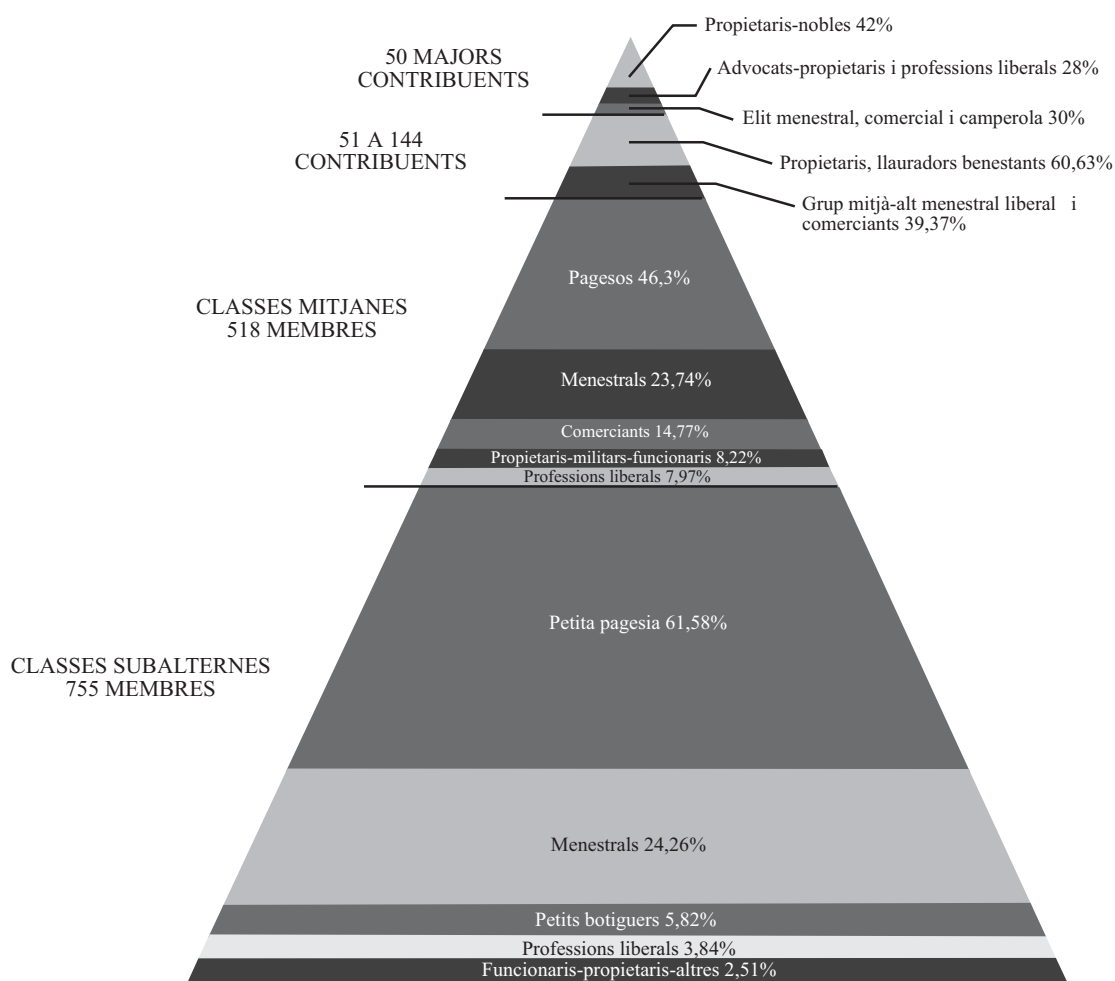 Propietaris-nobles 42%
50 MAJORS
CONTRIBUENTS
Advocats-propietaris i professions liberals 28%
Elit menestral, comercial i camperola 30%
51 A 144
CONTRIBUENTS
Propietaris, llauradors benestants 60,63%
Grup mitjà-alt menestral liberal i
comerciants 39,37%
CLASSES MITJANES
518 MEMBRES
Pagesos 46,3%
Menestrals 23,74%
Comerciants 14,77%
Propietaris-militars-funcionaris 8,22%
Professions liberals 7,97%
CLASSES SUBALTERNES
755 MEMBRES
Petita pagesia 61,58%
Menestrals 24,26%
Petits botiguers 5,82%
Professions liberals 3,84%
Funcionaris-propietaris-altres 2,51%